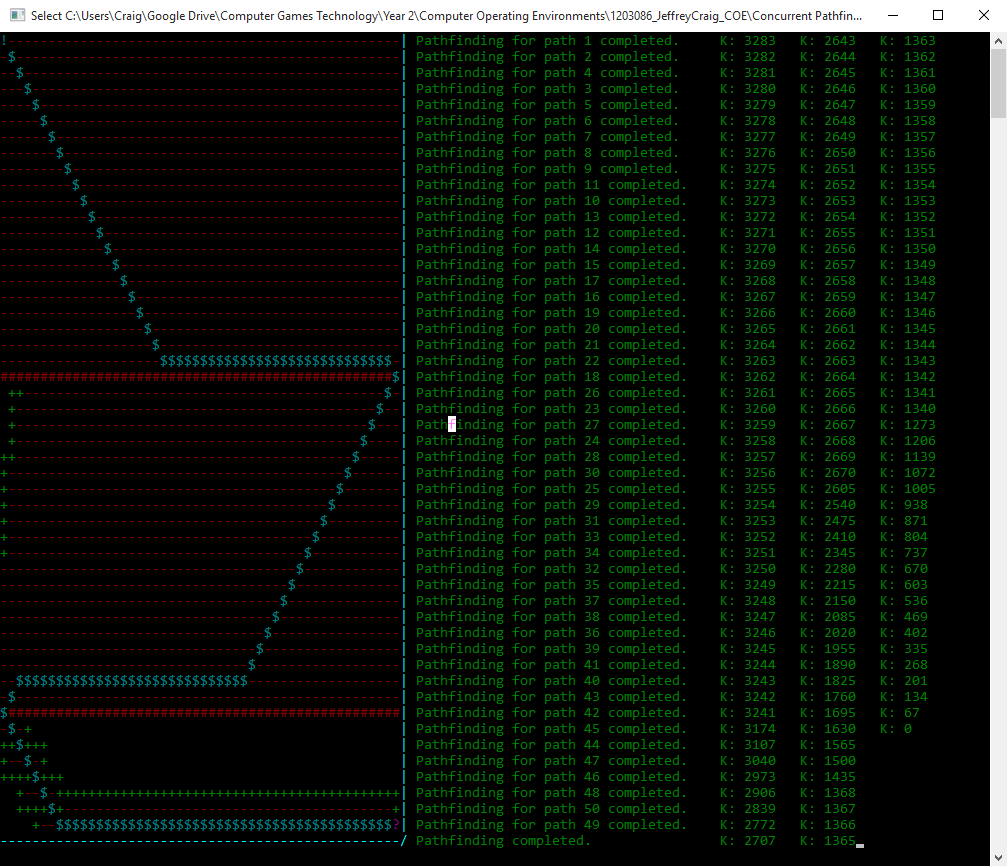 Select C:\Users\Craig\Google Drive\Computer Games Technology\Year 2\Computer Operating Environments\1203086_JeffreyCraig_COE\Concurrent Pathfin...
Pathfinding for path 1 completed. K: 3283 K: 2643 K: 1363
Pathfinding for path 2 completed. K: 3282 K: 2644 K: 1362
Pathfinding for path 4 completed. K: 3281 K: 2645 K: 1361
Pathfinding for path 3 completed. K: 3280 K: 2646 K: 1360
Pathfinding for path 5 completed. K: 3279 K: 2647 K: 1359
Pathfinding for path 6 completed. K: 3278 K: 2648 K: 1358
Pathfinding for path 7 completed. K: 3277 K: 2649 K: 1357
Pathfinding for path 8 completed. K: 3276 K: 2650 K: 1356
Pathfinding for path 9 completed. K: 3275 K: 2651 K: 1355
Pathfinding for path 11 completed. K: 3274 K: 2652 K: 1354
Pathfinding for path 10 completed. K: 3273 K: 2653 K: 1353
Pathfinding for path 13 completed. K: 3272 K: 2654 K: 1352
Pathfinding for path 12 completed. K: 3271 K: 2655 K: 1351
Pathfinding for path 14 completed. K: 3270 K: 2656 K: 1350
Pathfinding for path 15 completed. K: 3269 K: 2657 K: 1349
Pathfinding for path 17 completed. K: 3268 K: 2658 K: 1348
Pathfinding for path 16 completed. K: 3267 K: 2659 K: 1347
Pathfinding for path 19 completed. K: 3266 K: 2660 K: 1346
Pathfinding for path 20 completed. K: 3265 K: 2661 K: 1345
Pathfinding for path 21 completed. K: 3264 K: 2662 K: 1344
Pathfinding for path 22 completed. K: 3263 K: 2663 K: 1343
Pathfinding for path 18 completed. K: 3262 K: 2664 K: 1342
Pathfinding for path 26 completed. K: 3261 K: 2665 K: 1341
Pathfinding for path 23 completed. K: 3260 K: 2666 K: 1340
Pathfinding for path 27 completed. K: 3259 K: 2667 K: 1273
Pathfinding for path 24 completed. K: 3258 K: 2668 K: 1206
Pathfinding for path 28 completed. K: 3257 K: 2669 K: 1139
Pathfinding for path 30 completed. K: 3256 K: 2670 K: 1072
Pathfinding for path 25 completed. K: 3255 K: 2605 K: 1005
Pathfinding for path 29 completed. K: 3254 K: 2540 K: 938
Pathfinding for path 31 completed. K: 3253 K: 2475 K: 871
Pathfinding for path 33 completed. K: 3252 K: 2410 K: 804
Pathfinding for path 34 completed. K: 3251 K: 2345 K: 737
Pathfinding for path 32 completed. K: 3250 K: 2280 K: 670
Pathfinding for path 35 completed. K: 3249 K: 2215 K: 603
Pathfinding for path 37 completed. K: 3248 K: 2150 K: 536
Pathfinding for path 38 completed. K: 3247 K: 2085 K: 469
Pathfinding for path 36 completed. K: 3246 K: 2020 K: 402
Pathfinding for path 39 completed. K: 3245 K: 1955 K: 335
Pathfinding for path 41 completed. K: 3244 K: 1890 K: 268
Pathfinding for path 40 completed. K: 3243 K: 1825 K: 201
Pathfinding for path 43 completed. K: 3242 K: 1760 K: 134
Pathfinding for path 42 completed. K: 3241 K: 1695 K: 67
Pathfinding for path 45 completed. K: 3174 K: 1630 K: 0
Pathfinding for path 44 completed. K: 3107 K: 1565
Pathfinding for path 47 completed. K: 3040 K: 1500
Pathfinding for path 46 completed. K: 2973 K: 1435
Pathfinding for path 48 completed. K: 2906 K: 1368
Pathfinding for path 50 completed. K: 2839 K: 1367
Pathfinding for path 49 completed. K: 2772 K: 1366
Pathfinding completed. K: 2707 K: 1365